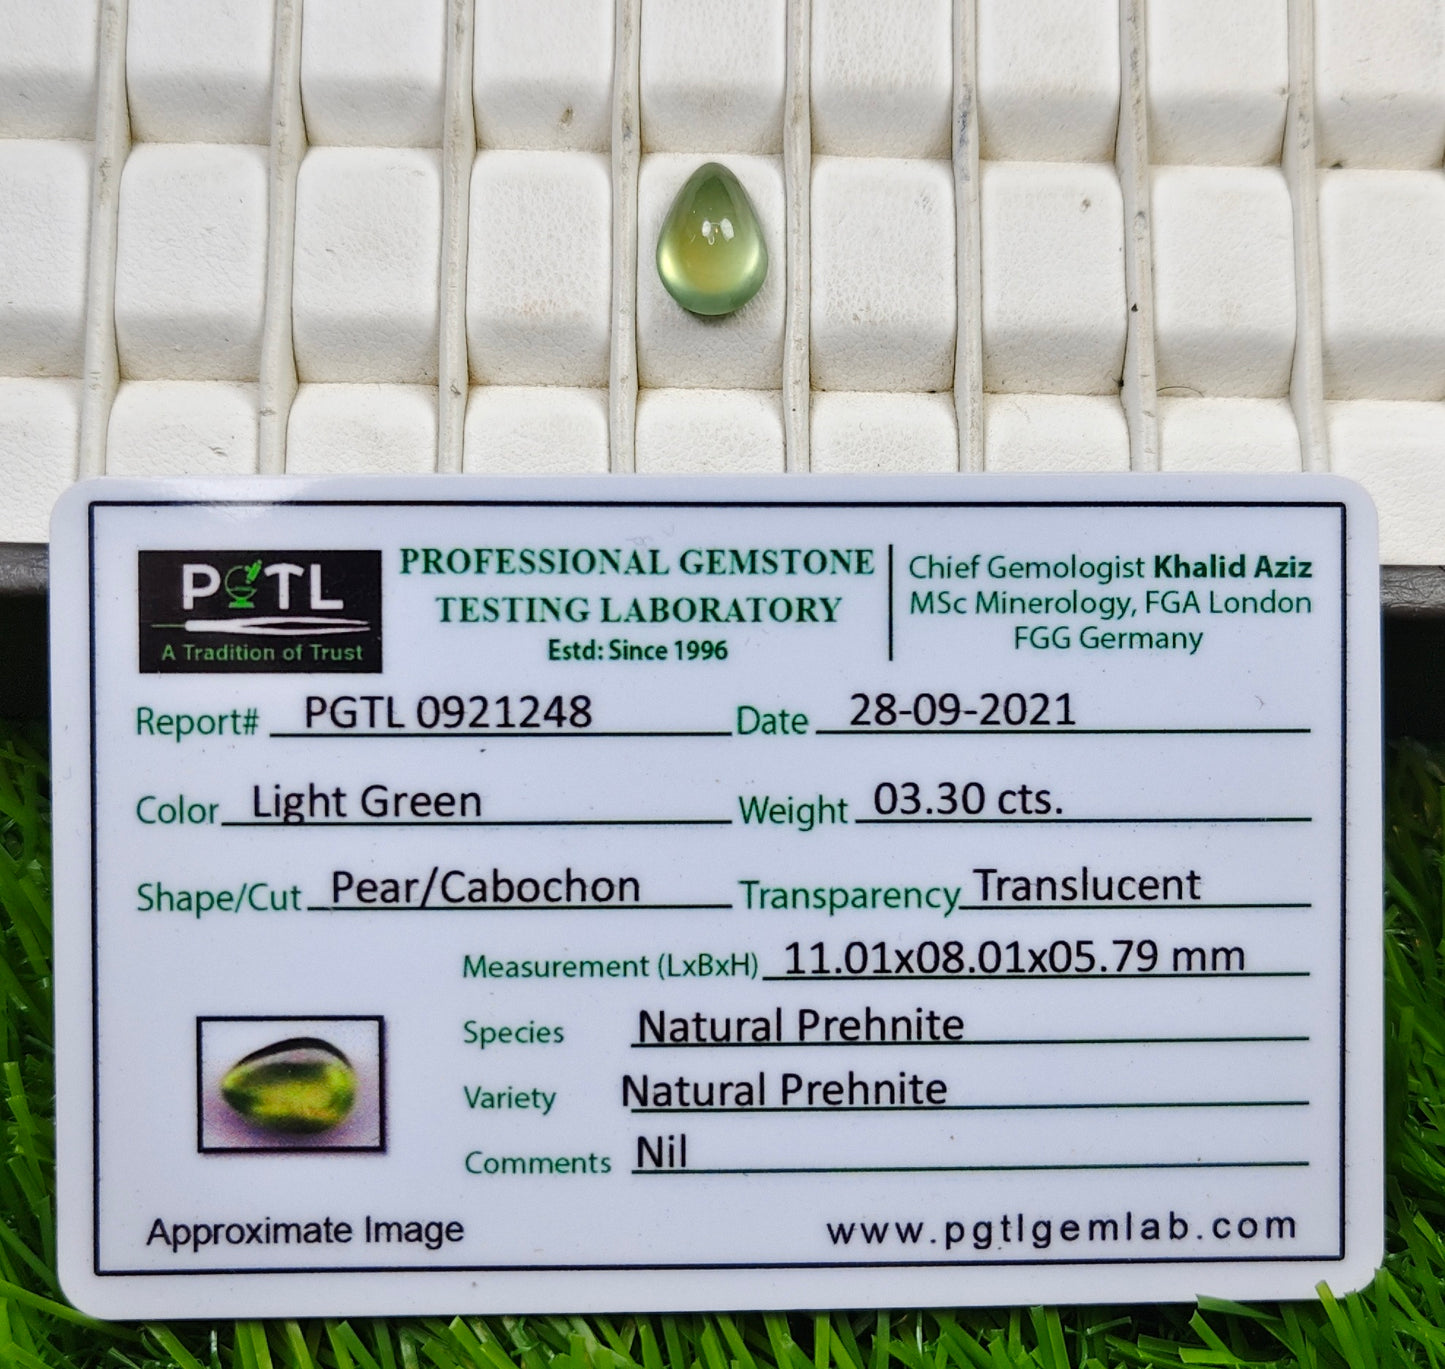 PGTL
A Tradition of Trust
PROFESSIONAL GEMSTONE
TESTING LABORATORY
Estd: Since 1996
Chief Gemologist Khalid Aziz
MSc Minerology, FGA London
FGG Germany
Report# PGTL 0921248 Date 28-09-2021
Color Light Green Weight 03.30 cts.
Shape/Cut Pear/Cabochon Transparency Translucent
Measurement (LxBxH) 11.01x08.01x05.79 mm
Species Natural Prehnite
Variety Natural Prehnite
Comments Nil
Approximate Image www.pgtlgemlab.com